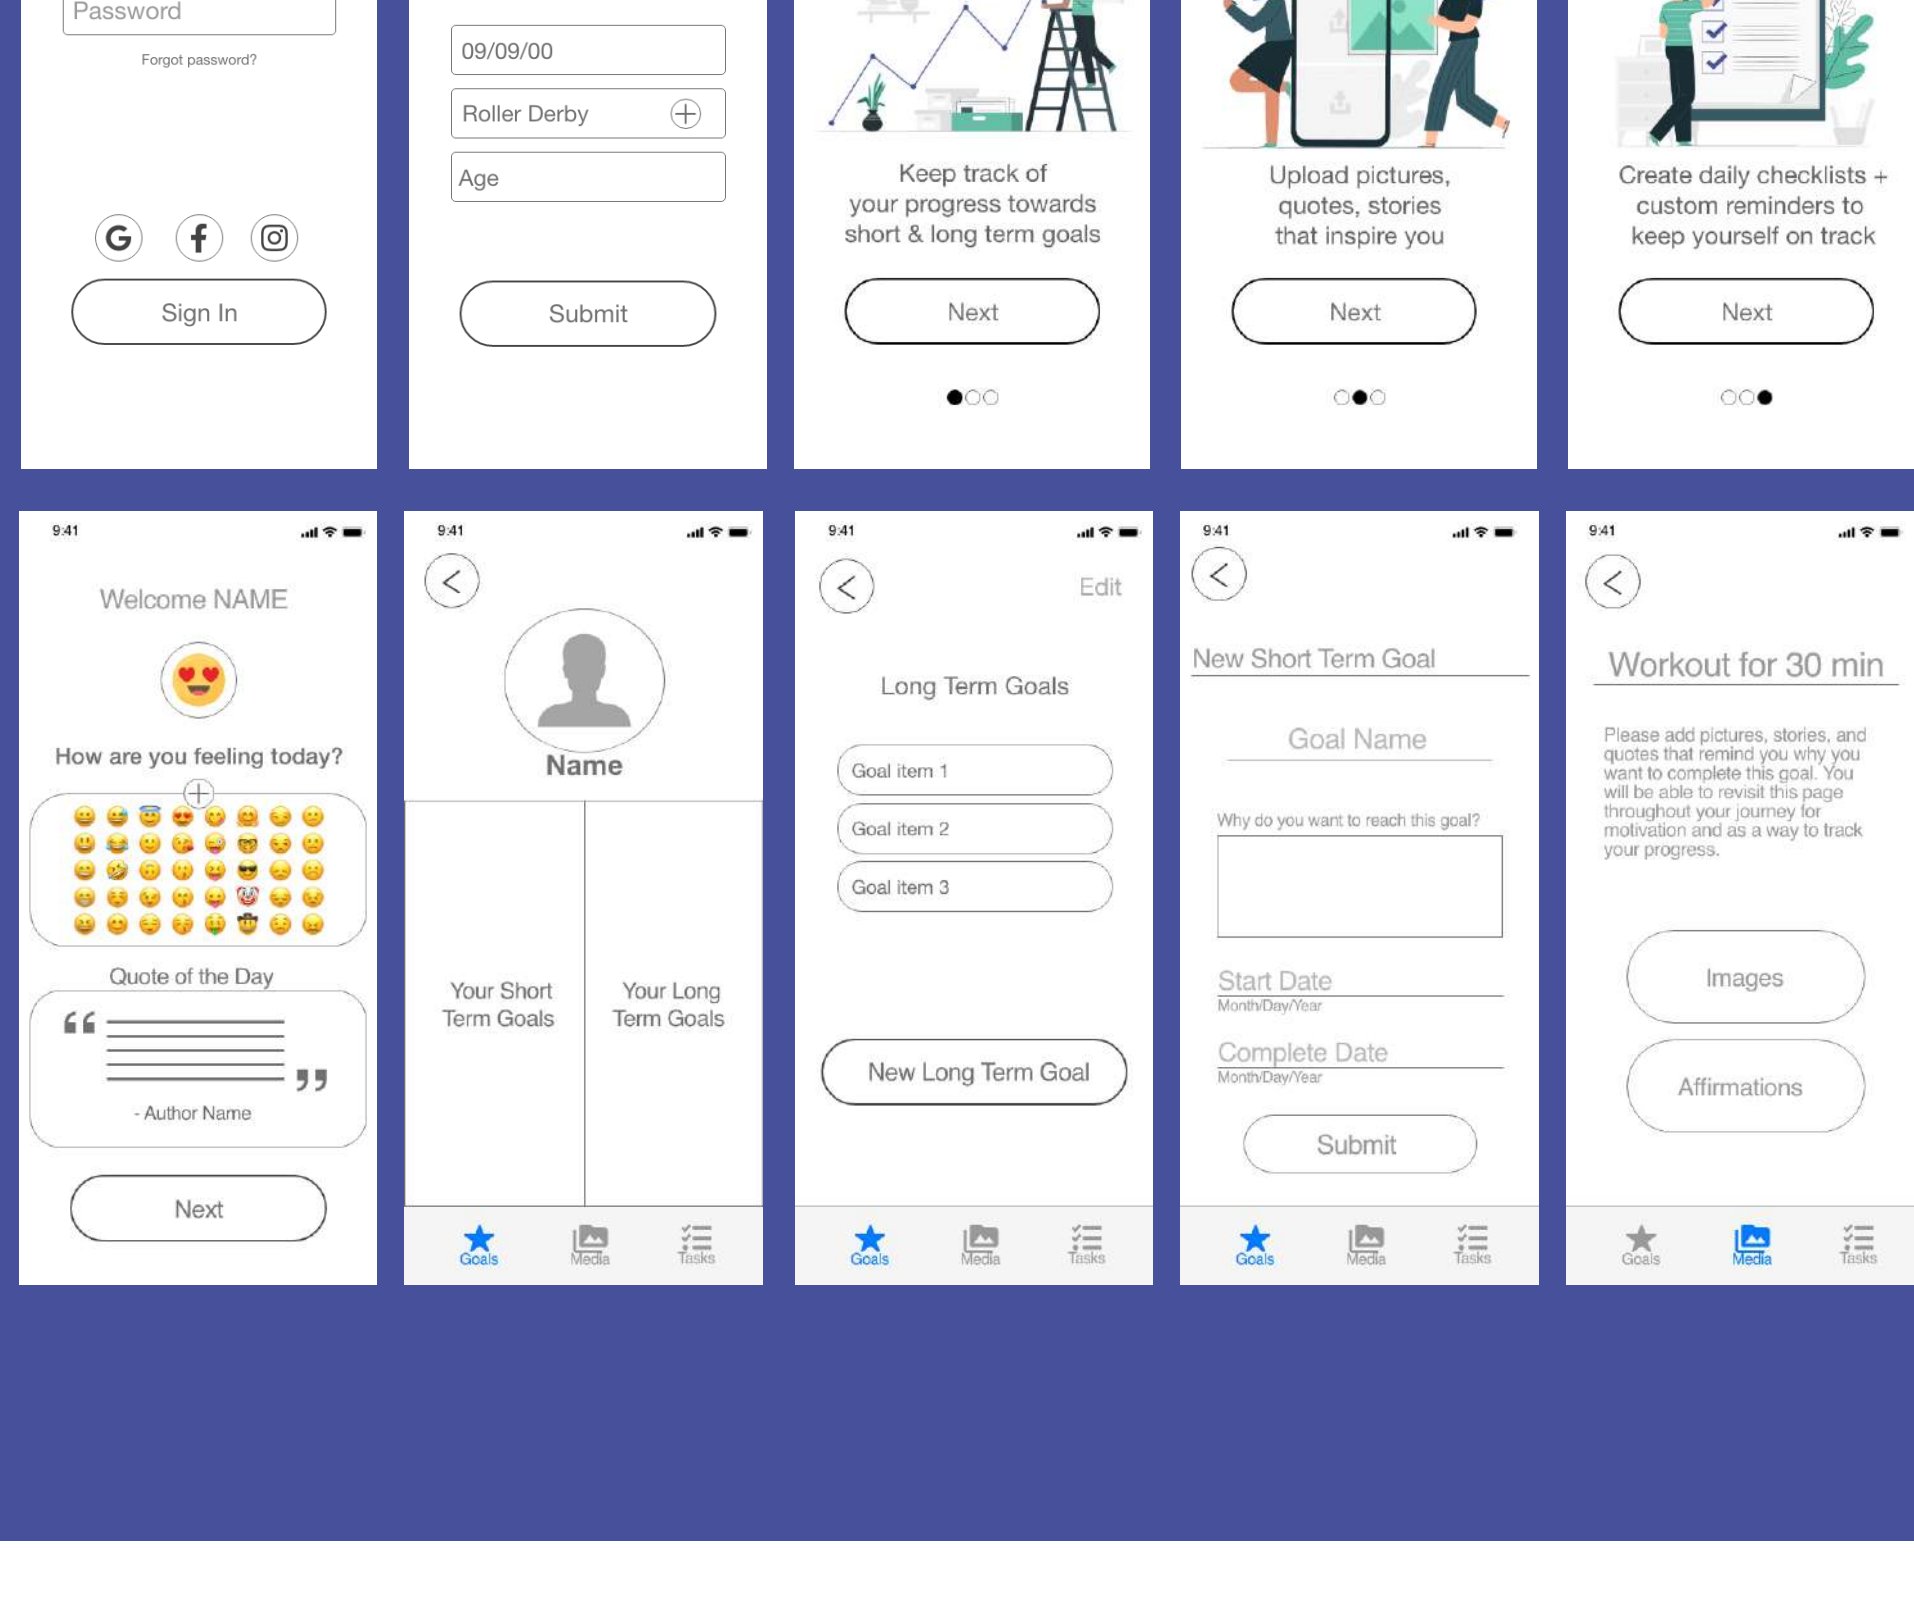 Password
Forgot password?
Sign In
09/09/00
Roller Derby
Age
Submit
Keep track of
your progress towards
short & long term goals
Next
Upload pictures,
quotes, stories
that inspire you
Next
Create daily checklists +
custom reminders to
keep yourself on track
Next
9:41
Welcome NAME
How are you feeling today?
Quote of the Day
- Author Name
Next
9:41
Name
Your Short
Term Goals
Your Long
Term Goals
Goals
Media
Tasks
9:41
Edit
Long Term Goals
Goal item 1
Goal item 2
Goal item 3
New Long Term Goal
Goals
Media
Tasks
9:41
New Short Term Goal
Goal Name
Why do you want to reach this goal?
Start Date
Month/Day/Year
Complete Date
Month/Day/Year
Submit
Goals
Media
Tasks
9:41
Workout for 30 min
Please add pictures, stories, and
quotes that remind you why you
want to complete this goal. You
will be able to revisit this page
throughout your journey for
motivation and as a way to track
your progress.
Images
Affirmations
Goals
Media
Tasks